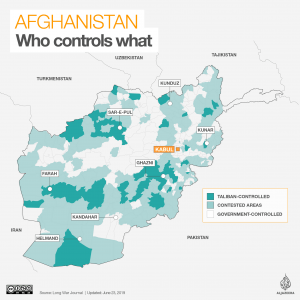 AFGHANISTAN
Who controls what
UZBEKISTAN
TAJIKISTAN
TURKMENISTAN
KUNDUZ
SAR-E-PUL
KUNAR
KABUL
GHAZNI
FARAH
TALIBAN-CONTROLLED
CONTESTED AREAS
GOVERNMENT-CONTROLLED
KANDAHAR
IRAN
HELMAND
PAKISTAN
Source: Long War Journal | Updated: June 23, 2019
ALJAZEERA